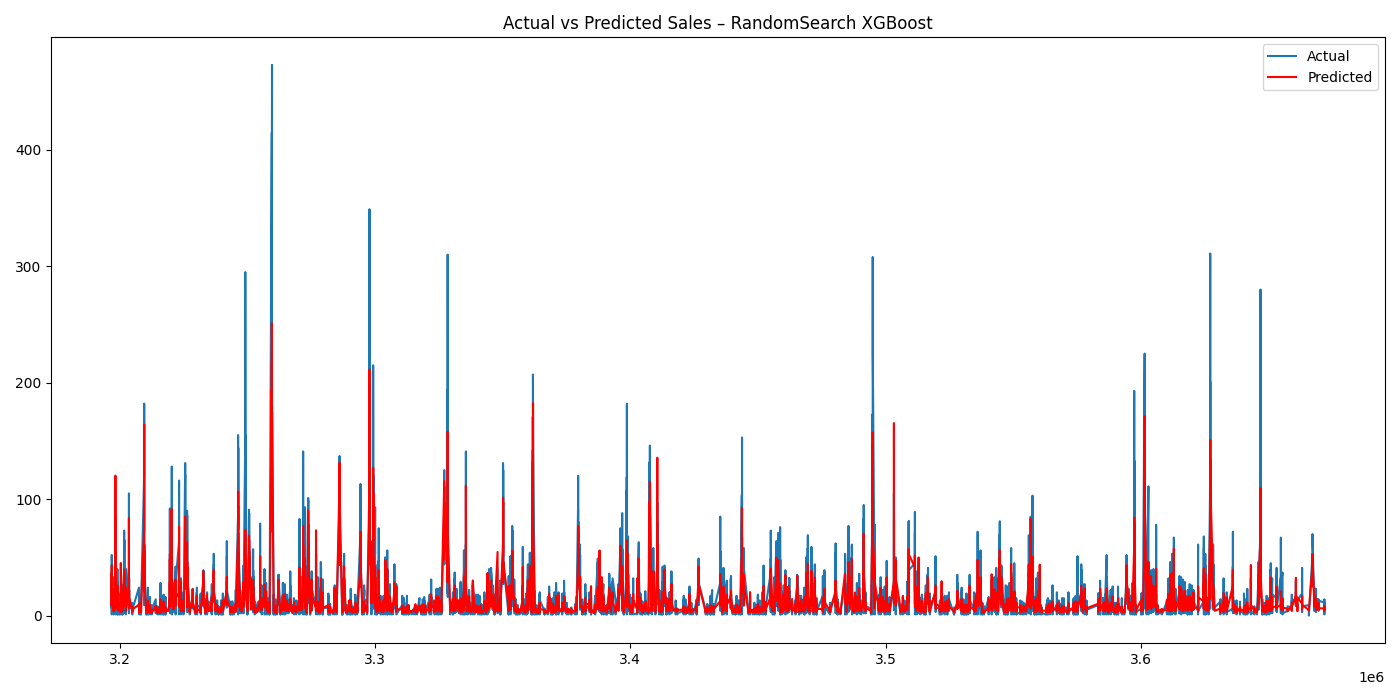 Actual vs Predicted Sales – RandomSearch XGBoost
Actual
Predicted
400
300
200
100
0
3.2 3.3 3.4 3.5 3.6
1e6